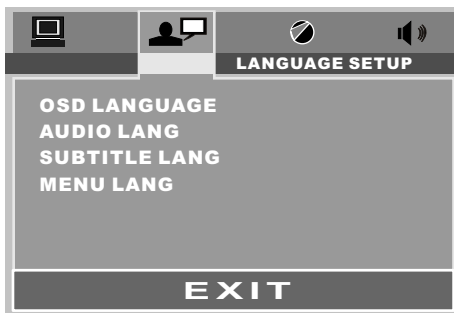 LANGUAGE SETUP
OSD LANGUAGE
AUDIO LANG
SUBTITLE LANG
MENU LANG
EXIT